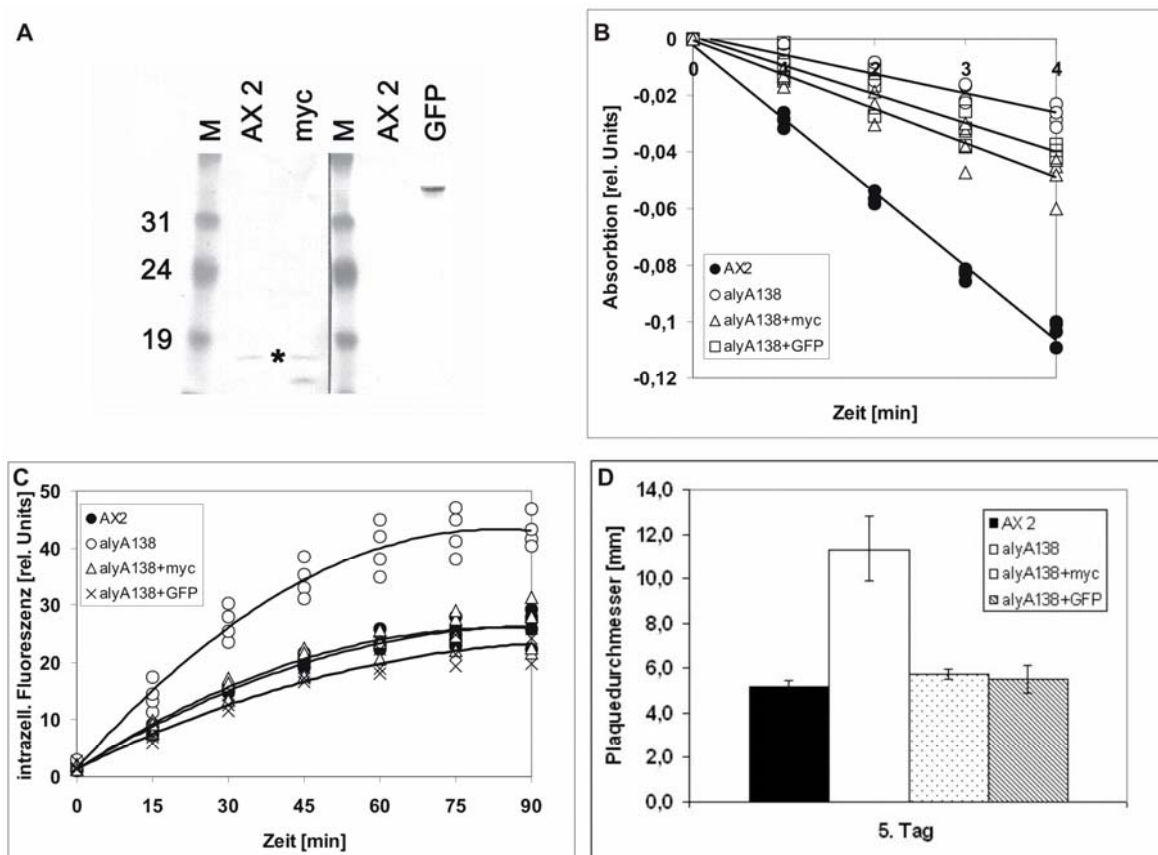 A
M
AX 2
myc
M
AX 2
GFP
31
24
19
*
B
Absorbtion [rel. Units]
0
-0,02
-0,04
-0,06
-0,08
-0,1
-0,12
0 1 2 3 4
AX2
alyA138
alyA138+myc
alyA138+GFP
Zeit [min]
C
intrazell. Fluoreszenz [rel. Units]
50
40
30
20
10
0
AX2
alyA138
alyA138+myc
alyA138+GFP
0 15 30 45 60 75 90
Zeit [min]
D
Plaquedurchmesser [mm]
14,0
12,0
10,0
8,0
6,0
4,0
2,0
0,0
AX 2
alyA138
alyA138+myc
alyA138+GFP
5. Tag